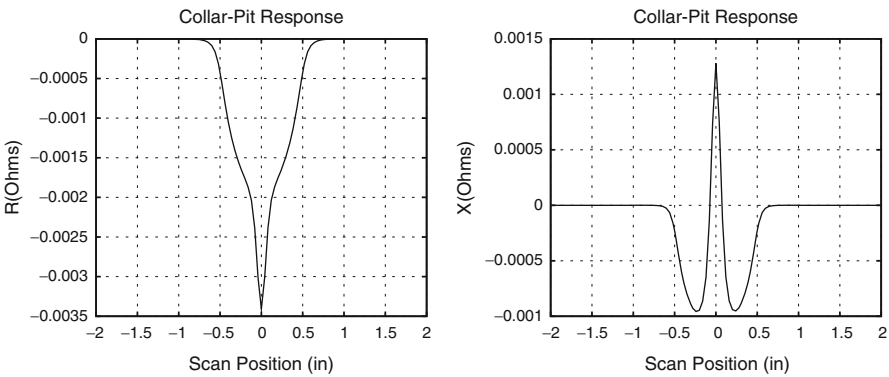 Collar-Pit Response
0
−0.0005
−0.001
−0.0015
−0.002
−0.0025
−0.003
−0.0035
R(Ohms)
−2 −1.5 −1 −0.5 0 0.5 1 1.5 2
Scan Position (in)
Collar-Pit Response
0.0015
0.001
0.0005
0
−0.0005
−0.001
X(Ohms)
−2 −1.5 −1 −0.5 0 0.5 1 1.5 2
Scan Position (in)